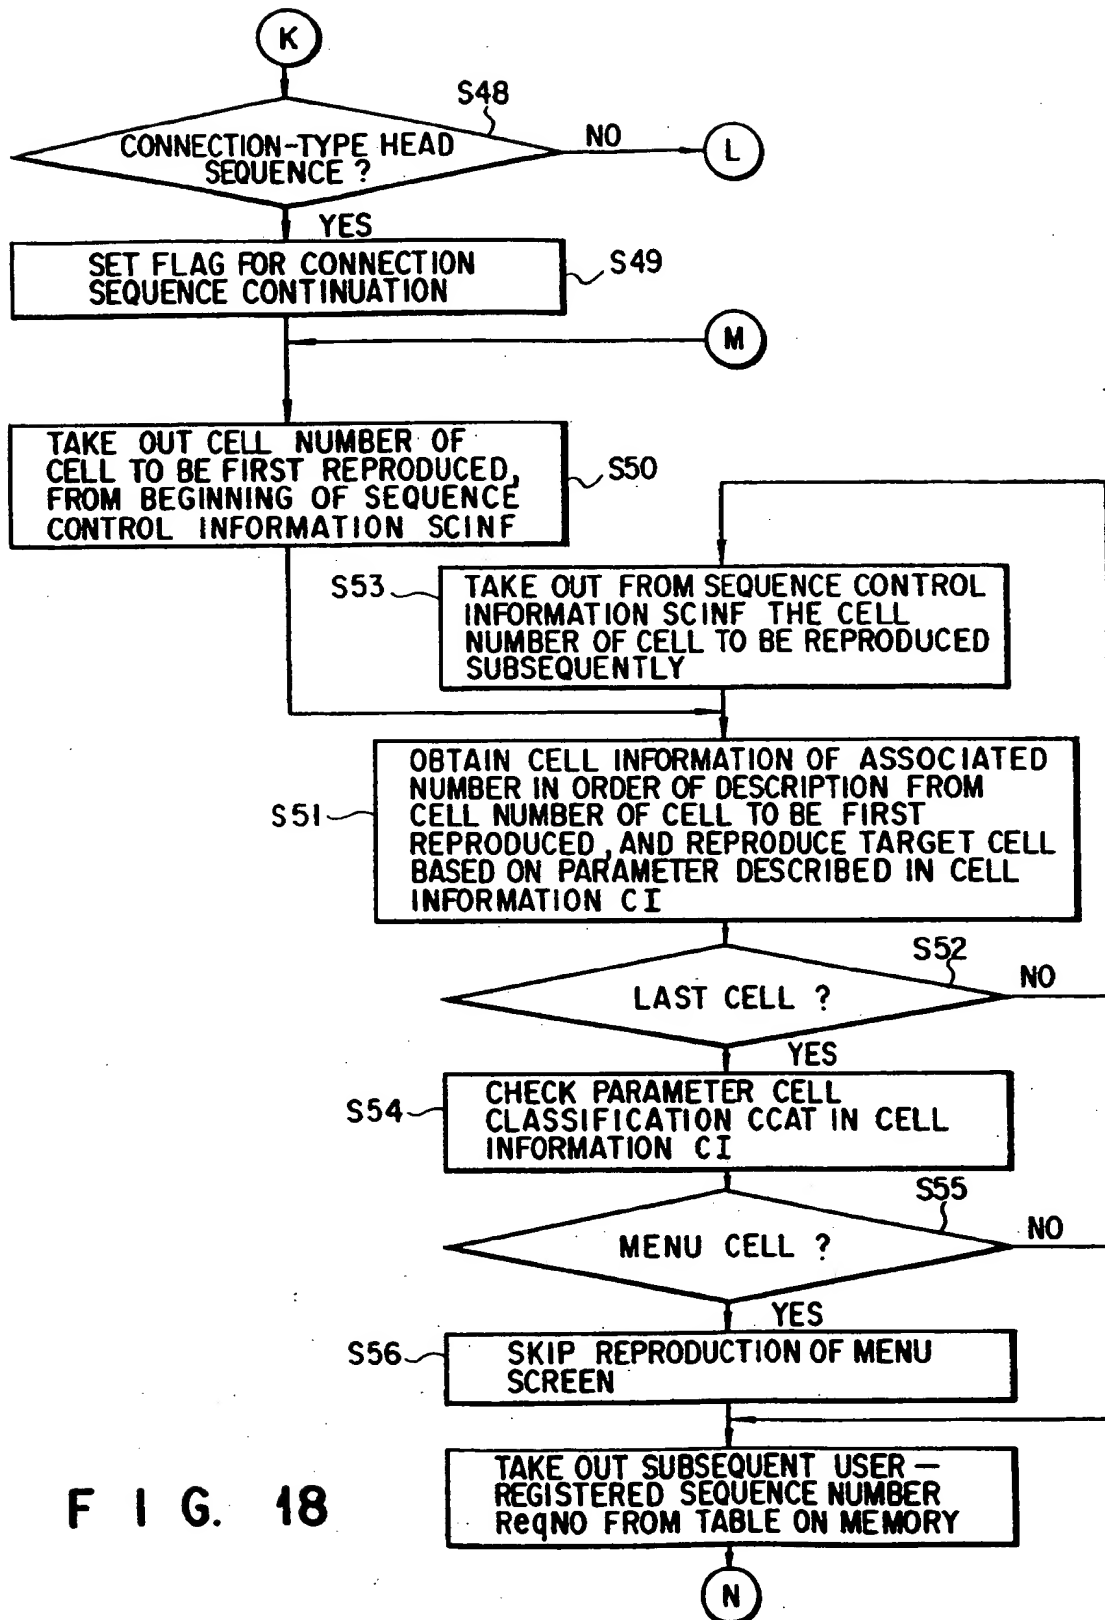 K
S48
CONNECTION-TYPE HEAD
SEQUENCE ?
NO
L
YES
SET FLAG FOR CONNECTION
SEQUENCE CONTINUATION
S49
M
TAKE OUT CELL NUMBER OF
CELL TO BE FIRST REPRODUCED,
FROM BEGINNING OF SEQUENCE
CONTROL INFORMATION SCINF
S50
S53
TAKE OUT FROM SEQUENCE CONTROL
INFORMATION SCINF THE CELL
NUMBER OF CELL TO BE REPRODUCED
SUBSEQUENTLY
S51
OBTAIN CELL INFORMATION OF ASSOCIATED
NUMBER IN ORDER OF DESCRIPTION FROM
CELL NUMBER OF CELL TO BE FIRST
REPRODUCED, AND REPRODUCE TARGET CELL
BASED ON PARAMETER DESCRIBED IN CELL
INFORMATION CI
S52
LAST CELL ?
NO
YES
S54
CHECK PARAMETER CELL
CLASSIFICATION CCAT IN CELL
INFORMATION CI
S55
MENU CELL ?
NO
YES
S56
SKIP REPRODUCTION OF MENU
SCREEN
TAKE OUT SUBSEQUENT USER-
REGISTERED SEQUENCE NUMBER
ReqNO FROM TABLE ON MEMORY
N
FIG. 18